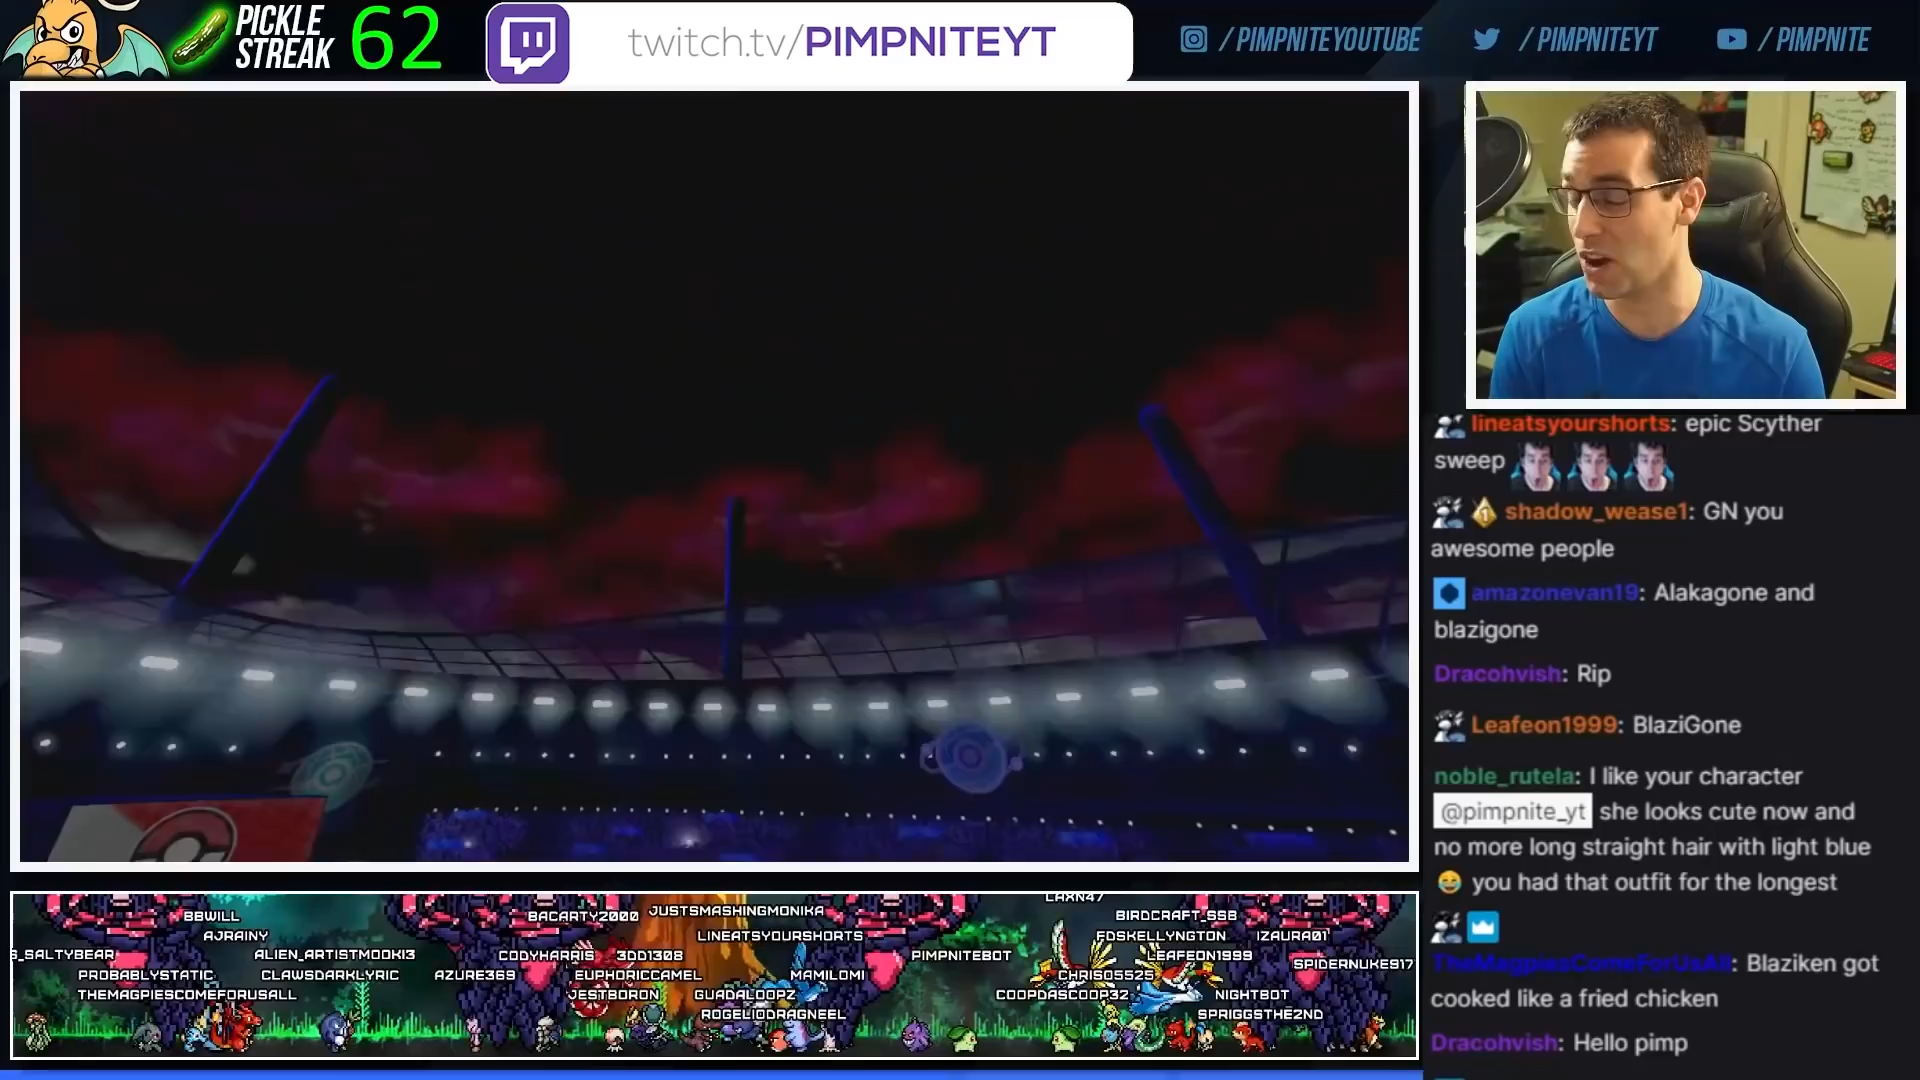 PICKLE
STREAK 62
twitch.tv/PIMPNITEYT
/PIMPNITEYOUTUBE
/PIMPNITEYT
/PIMPNITE
lineatsyourshorts: epic Scyther
sweep
shadow_wease1: GN you
awesome people
amazonevan19: Alakagone and
blazigone
Dracohvish: Rip
Leafeon1999: BlaziGone
noble_rutela: I like your character
@pimpnite_yt she looks cute now and
no more long straight hair with light blue
😂 you had that outfit for the longest
TheMagpiesComeForUsAll: Blaziken got
cooked like a fried chicken
Dracohvish: Hello pimp
LAXN47
BBWILL
BACARTY2000
JUSTSMASHINGMONIKA
BIRDCRAFT_SSB
AJRAINY
LINEATSYOURSHORTS
FDSKELLYNGTON
IZAURA01
S_SALTYBEAR
ALIEN_ARTISTMOOKI3
CODYHARRIS
3DD1308
PIMPNITEBOT
LEAFEON1999
SPIDERNUKE917
PROBABLYSTATIC
CLAWSDARKLYRIC
AZURE369
EUPHORICCAMEL
MAMILOMI
CHRISO5525
THEMAGPIESCOMEFORUSALL
JESTBORON
GUADALOOPZ
COOPDASCOOP32
NIGHTBOT
ROGELIODRAGNEEL
SPRIGGSTHE2ND